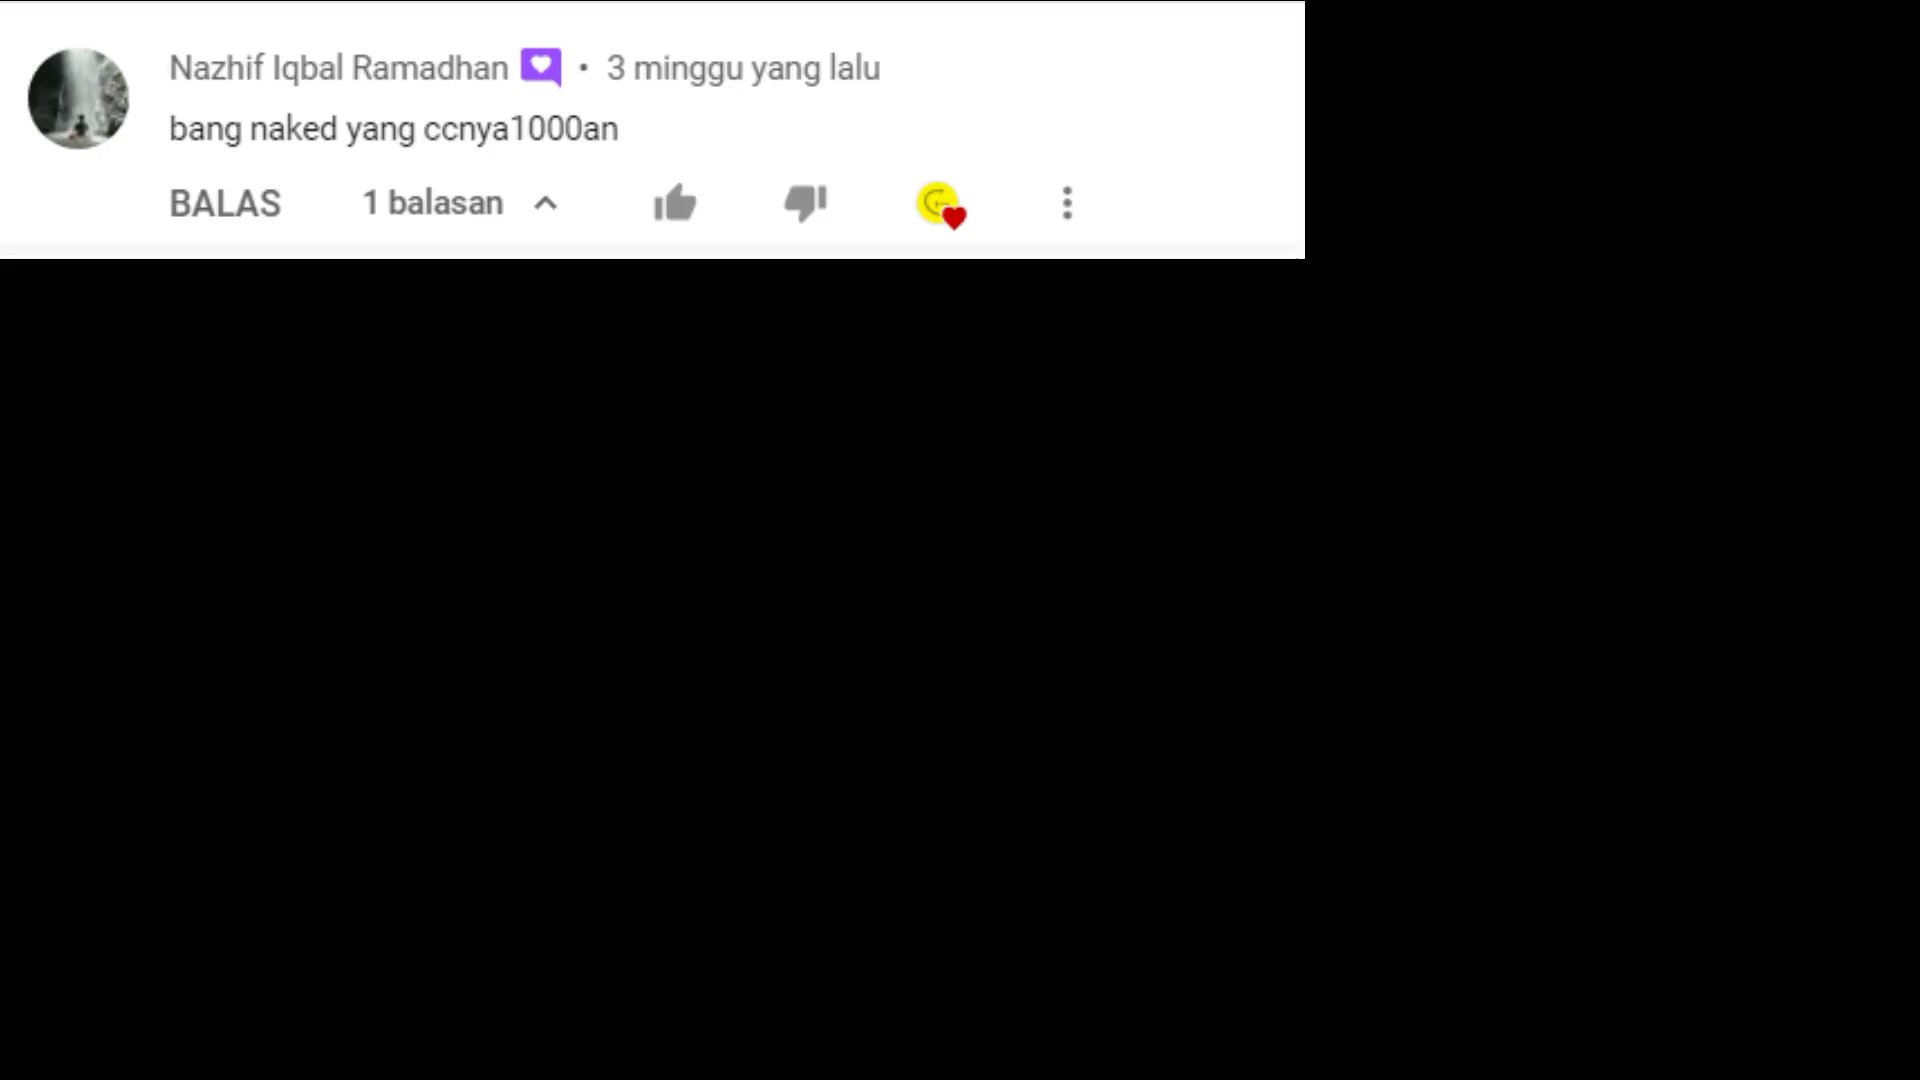 Nazhif Iqbal Ramadhan • 3 minggu yang lalu
bang naked yang ccnya1000an
BALAS 1 balasan